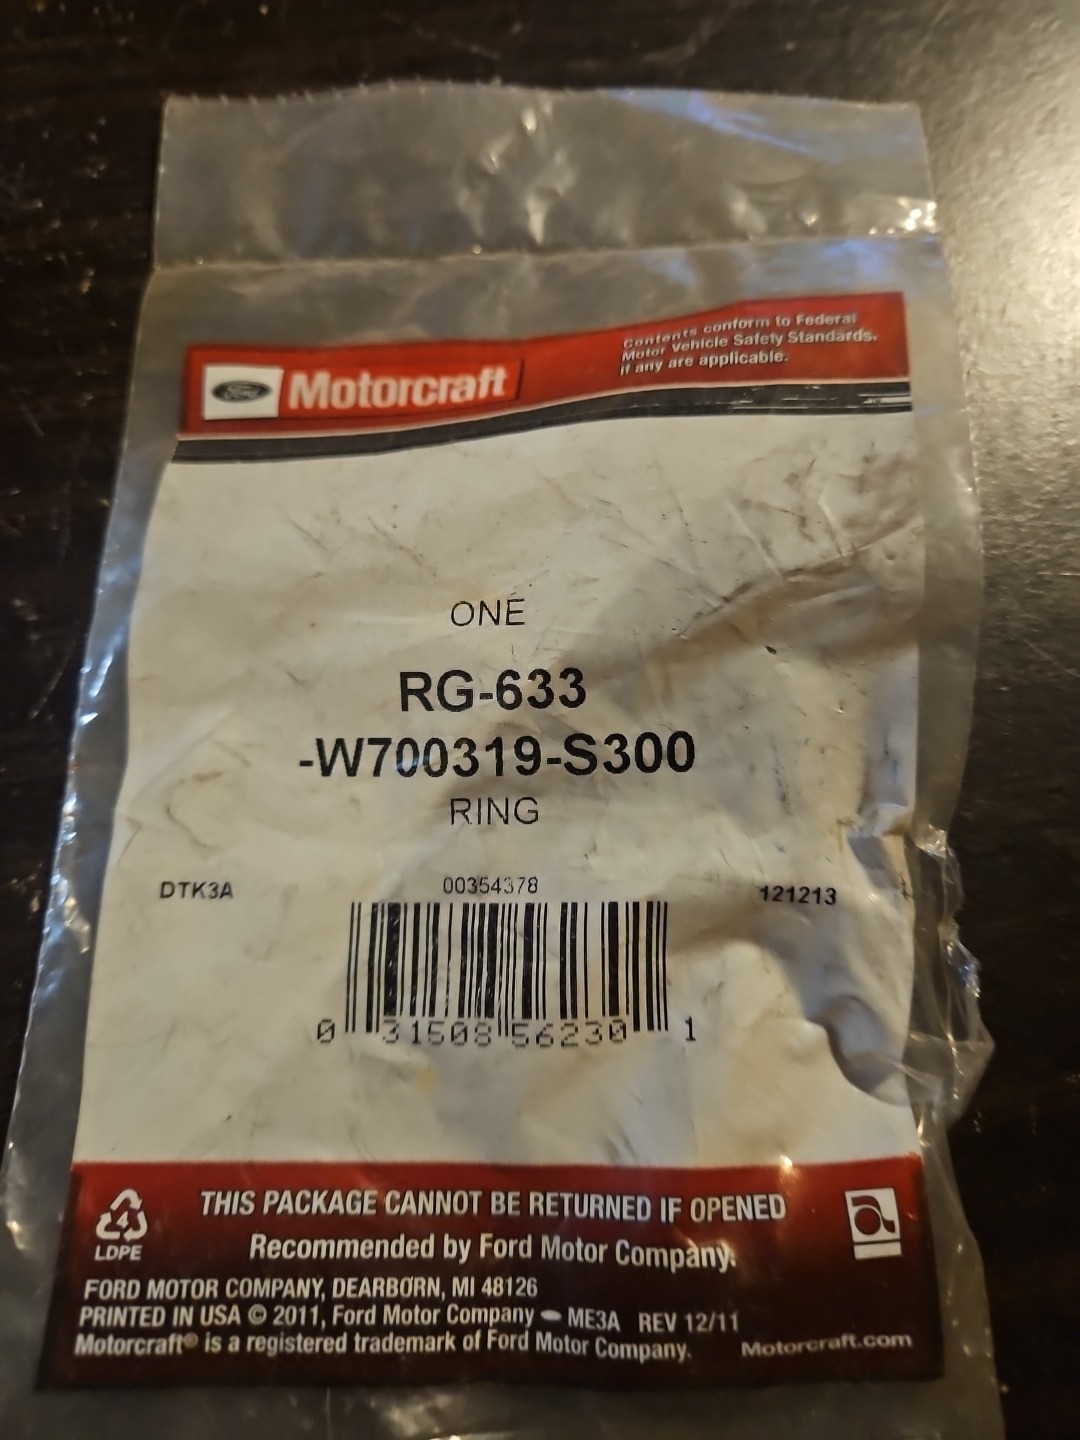 Ford
Motorcraft
Contents conform to Federal
Motor Vehicle Safety Standards,
if any are applicable.
ONE
RG-633
-W700319-S300
RING
DTK3A
00354378
121213
0 31508 56230 1
4
LDPE
THIS PACKAGE CANNOT BE RETURNED IF OPENED
Recommended by Ford Motor Company.
a
FORD MOTOR COMPANY, DEARBORN, MI 48126
PRINTED IN USA © 2011, Ford Motor Company ME3A REV 12/11
Motorcraft® is a registered trademark of Ford Motor Company.
Motorcraft.com